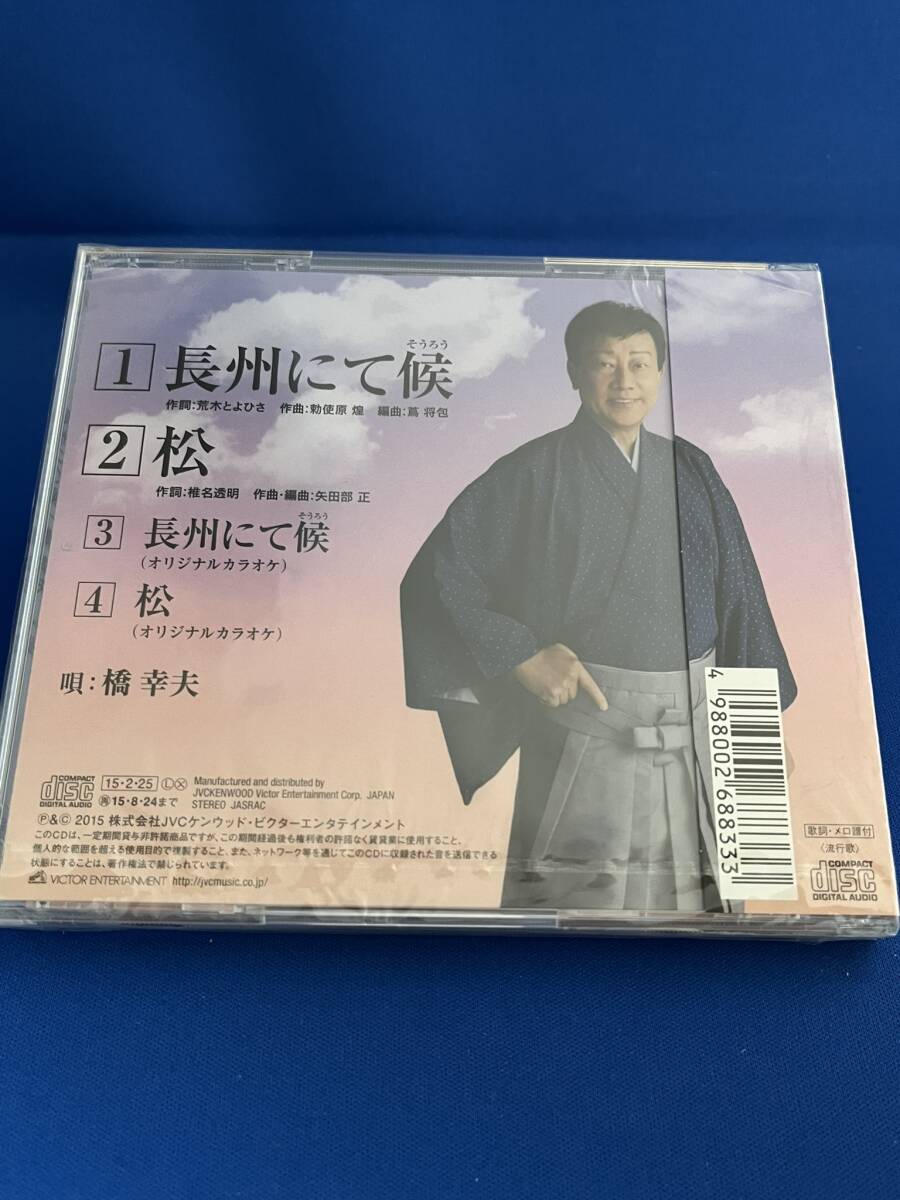 1 長州にて候
そうろう
作詞:荒木とよひさ 作曲:勅使原 煌 編曲:蔦 将包
2 松
作詞:椎名透明 作曲・編曲:矢田部 正
3 長州にて候
そうろう
(オリジナルカラオケ)
4 松
(オリジナルカラオケ)
唄:橋 幸夫
COMPACT
disc
DIGITAL AUDIO
15・2・25 Ⓛ Ⓧ
再 15・8・24まで
Manufactured and distributed by
JVCKENWOOD Victor Entertainment Corp. JAPAN
STEREO JASRAC
Ⓟ&Ⓒ 2015 株式会社JVCケンウッド・ビクターエンタテインメント
このCDは、一定期間貸与非許諾商品ですが、この期間経過後も権利者の許諾なく賃貸業に使用すること、
個人的な範囲を超える使用目的で複製すること、また、ネットワーク等を通じてこのCDに収録された音を送信できる
状態にすることは、著作権法で禁じられています。
VICTOR ENTERTAINMENT http://jvcmusic.co.jp/
4 988002 688333
歌詞・メロ譜付
〈流行歌〉
COMPACT
disc
DIGITAL AUDIO